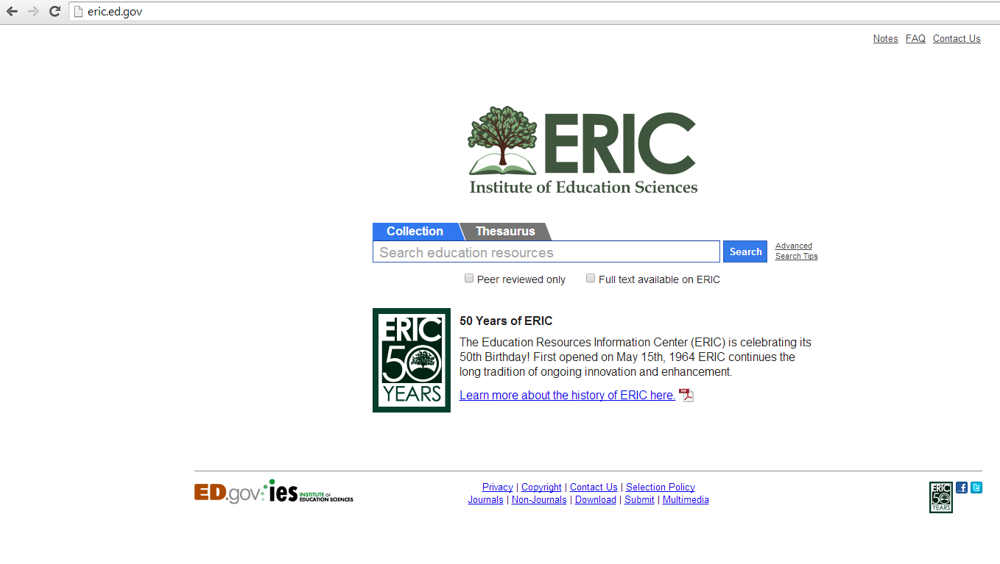 eric.ed.gov
Notes FAQ Contact Us
ERIC
Institute of Education Sciences
Collection Thesaurus
Search education resources Search Advanced
Search Tips
Peer reviewed only Full text available on ERIC
ERIC
50
YEARS
50 Years of ERIC
The Education Resources Information Center (ERIC) is celebrating its
50th Birthday! First opened on May 15th, 1964 ERIC continues the
long tradition of ongoing innovation and enhancement.
Learn more about the history of ERIC here. PDF
ED.gov ies INSTITUTE OF
EDUCATION SCIENCES
Privacy | Copyright | Contact Us | Selection Policy
Journals | Non-Journals | Download | Submit | Multimedia
ERIC
50
YEARS